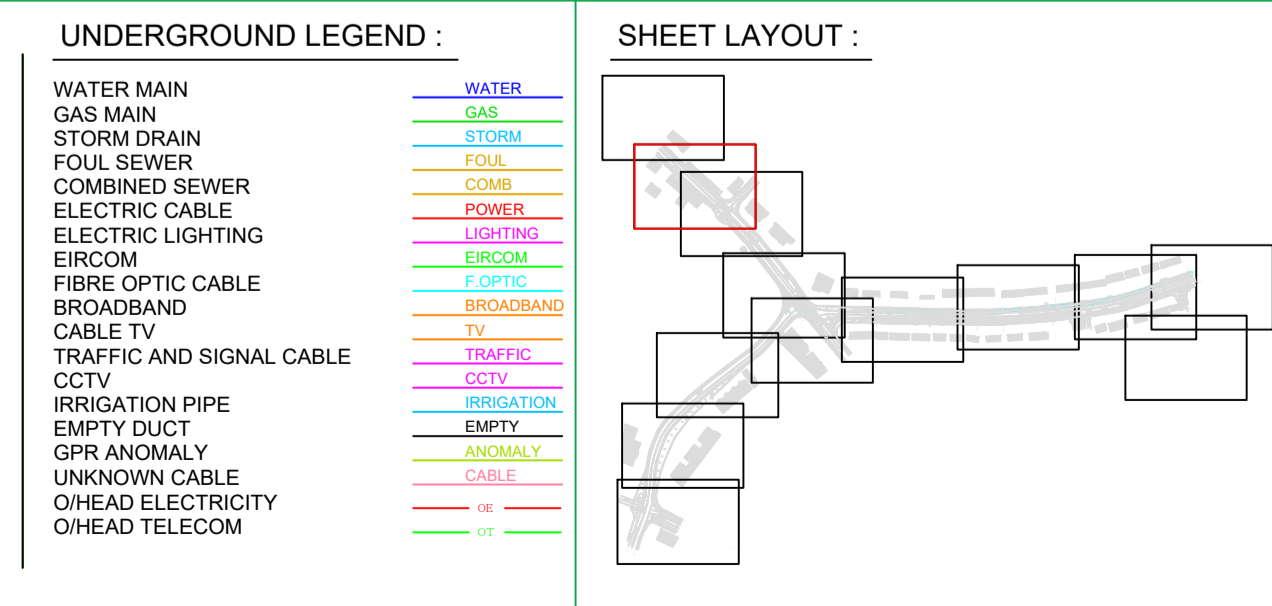 UNDERGROUND LEGEND :
WATER MAIN WATER
GAS MAIN GAS
STORM DRAIN STORM
FOUL SEWER FOUL
COMBINED SEWER COMB
ELECTRIC CABLE POWER
ELECTRIC LIGHTING LIGHTING
EIRCOM EIRCOM
FIBRE OPTIC CABLE F.OPTIC
BROADBAND BROADBAND
CABLE TV TV
TRAFFIC AND SIGNAL CABLE TRAFFIC
CCTV CCTV
IRRIGATION PIPE IRRIGATION
EMPTY DUCT EMPTY
GPR ANOMALY ANOMALY
UNKNOWN CABLE CABLE
O/HEAD ELECTRICITY OE
O/HEAD TELECOM OT
SHEET LAYOUT :